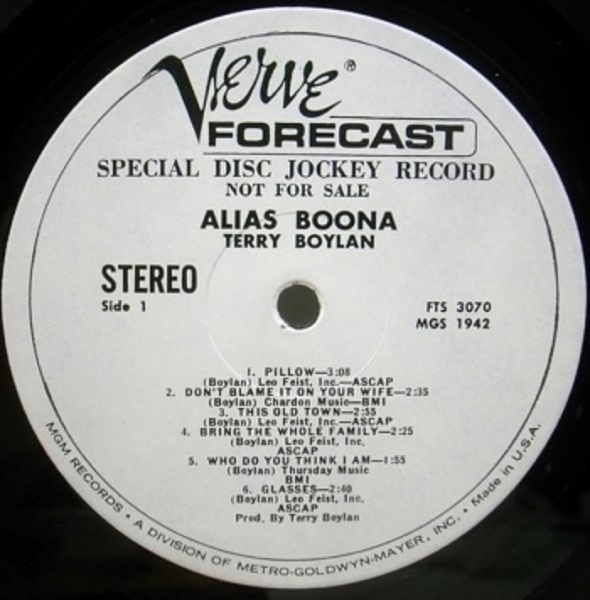 Verve®
FORECAST
SPECIAL DISC JOCKEY RECORD
NOT FOR SALE
ALIAS BOONA
TERRY BOYLAN
STEREO
Side 1
FTS 3070
MGS 1942
1. PILLOW—3:08
(Boylan) Leo Feist, Inc.—ASCAP
2. DON'T BLAME IT ON YOUR WIFE—2:35
(Boylan) Chardon Music—BMI
3. THIS OLD TOWN—2:55
(Boylan) Leo Feist, Inc.—ASCAP
4. BRING THE WHOLE FAMILY—2:25
(Boylan) Leo Feist, Inc.
ASCAP
5. WHO DO YOU THINK I AM—1:55
(Boylan) Thursday Music
BMI
6. GLASSES—2:40
(Boylan) Leo Feist, Inc.
ASCAP
Prod. By Terry Boylan
MGM RECORDS • A DIVISION OF METRO-GOLDWYN-MAYER, INC. • Made in U.S.A.